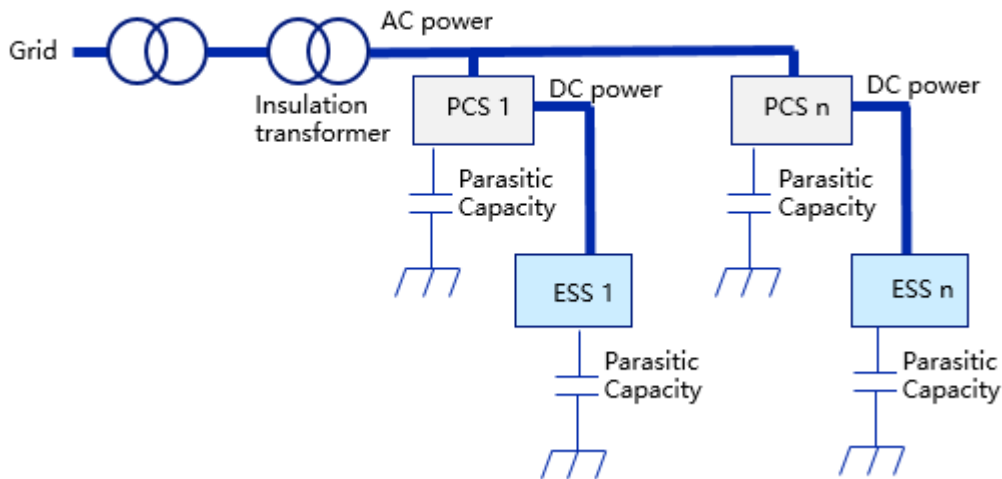 AC power
Grid
Insulation
transformer
PCS 1
DC power
PCS n
DC power
Parasitic
Capacity
Parasitic
Capacity
ESS 1
ESS n
Parasitic
Capacity
Parasitic
Capacity